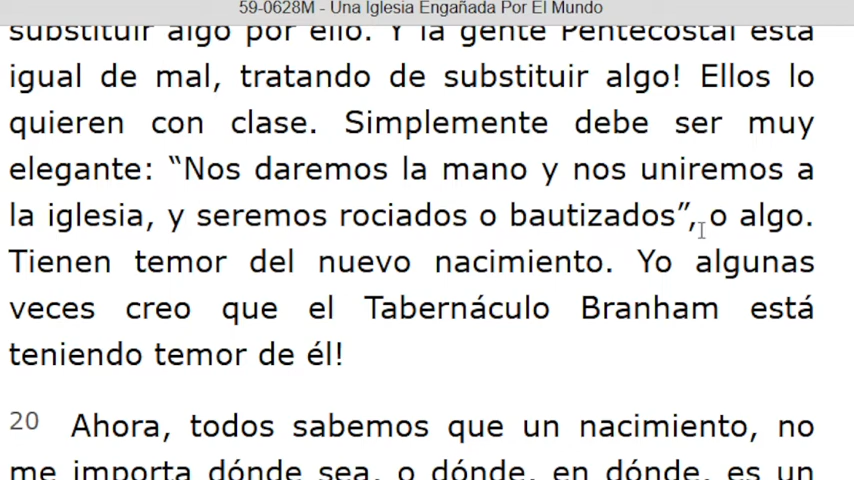 59-0628M - Una Iglesia Engañada Por El Mundo
substituir algo por ello. Y la gente Pentecostal está
igual de mal, tratando de substituir algo! Ellos lo
quieren con clase. Simplemente debe ser muy
elegante: “Nos daremos la mano y nos uniremos a
la iglesia, y seremos rociados o bautizados”, o algo.
Tienen temor del nuevo nacimiento. Yo algunas
veces creo que el Tabernáculo Branham está
teniendo temor de él!
20 Ahora, todos sabemos que un nacimiento, no
me importa dónde sea, o dónde, en dónde, es un